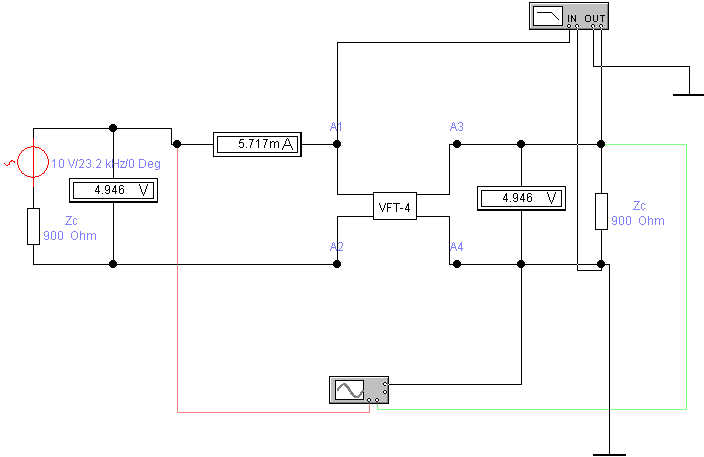 IN OUT
A1
A3
5.717m A
10 V/23.2 kHz/0 Deg
4.946 V
4.946 V
VFT-4
Zc
900 Ohm
Zc
900 Ohm
A2
A4